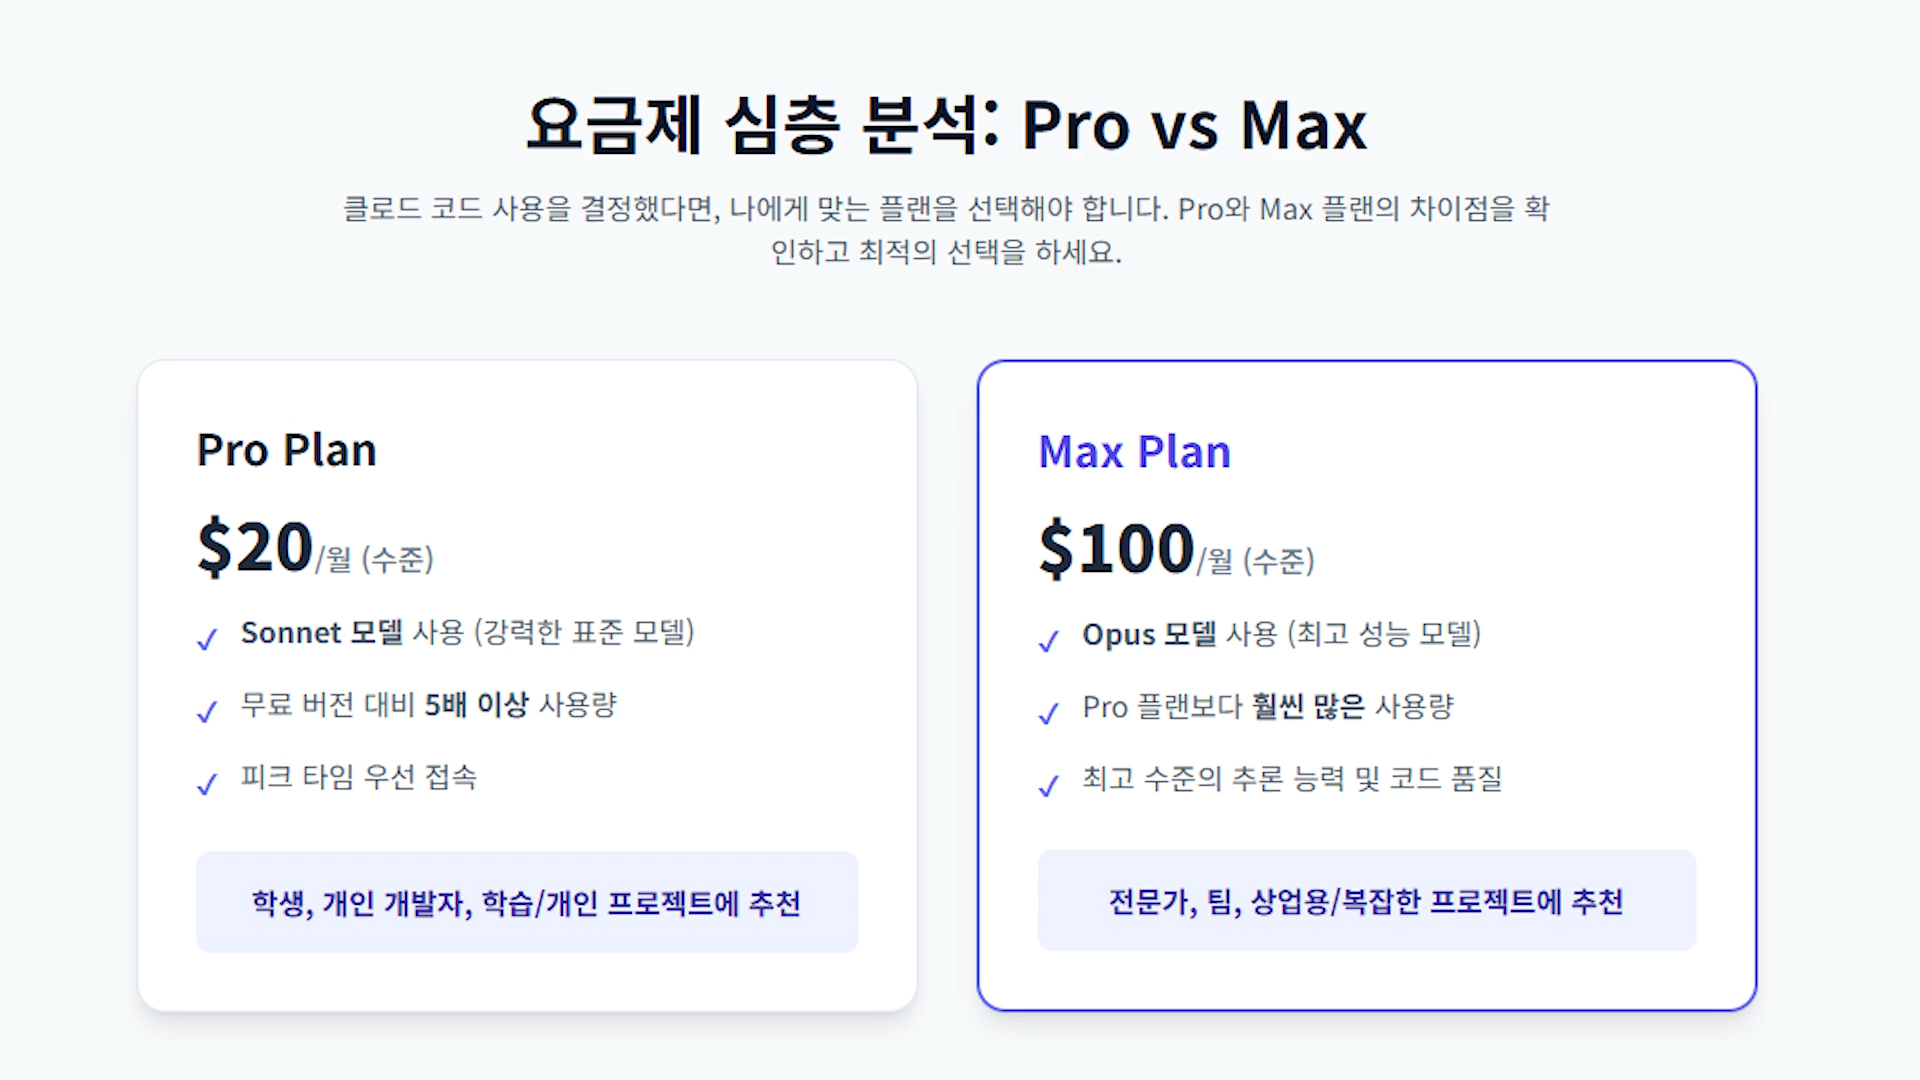 요금제 심층 분석: Pro vs Max
클로드 코드 사용을 결정했다면, 나에게 맞는 플랜을 선택해야 합니다. Pro와 Max 플랜의 차이점을 확
인하고 최적의 선택을 하세요.
Pro Plan
$20/월 (수준)
✓ Sonnet 모델 사용 (강력한 표준 모델)
✓ 무료 버전 대비 5배 이상 사용량
✓ 피크 타임 우선 접속
학생, 개인 개발자, 학습/개인 프로젝트에 추천
Max Plan
$100/월 (수준)
✓ Opus 모델 사용 (최고 성능 모델)
✓ Pro 플랜보다 훨씬 많은 사용량
✓ 최고 수준의 추론 능력 및 코드 품질
전문가, 팀, 상업용/복잡한 프로젝트에 추천